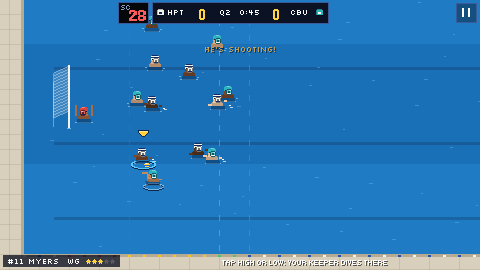 SC
28
HPT 0 Q2 0:45 0 CBU
HE'S SHOOTING!
#11 MYERS WG
TAP HIGH OR LOW: YOUR KEEPER DIVES THERE